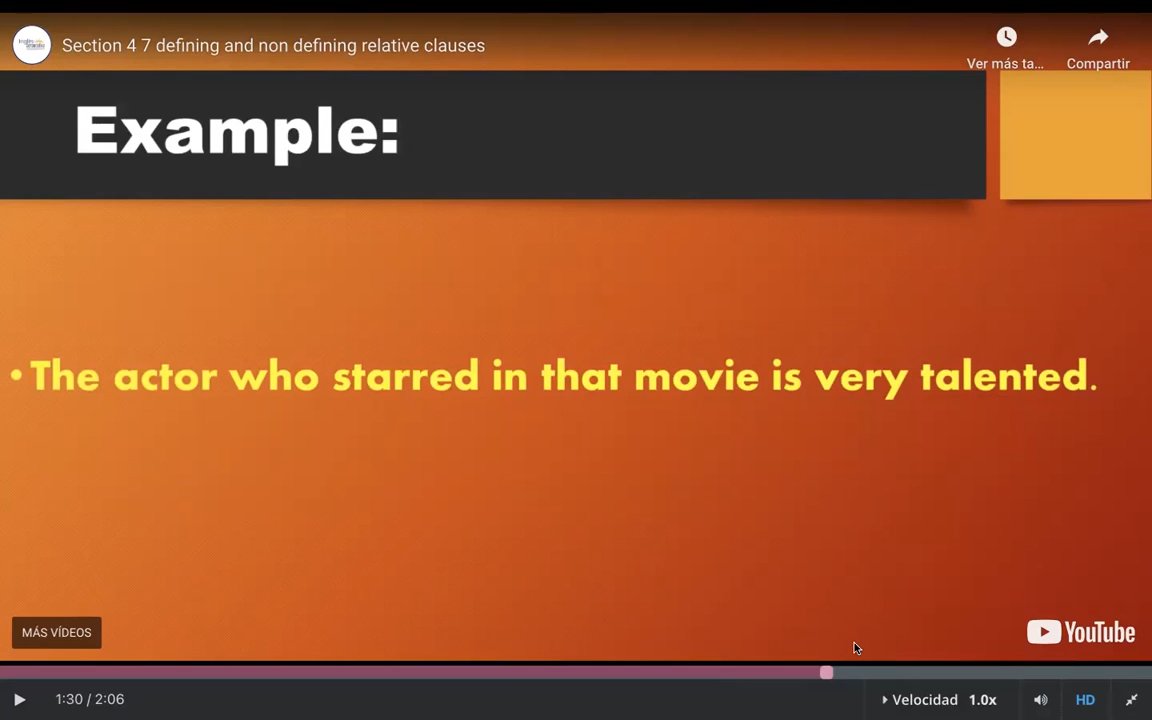 Section 4 7 defining and non defining relative clauses
Ver más ta...
Compartir
Example:
• The actor who starred in that movie is very talented.
MÁS VÍDEOS
YouTube
1:30 / 2:06
Velocidad 1.0x
HD